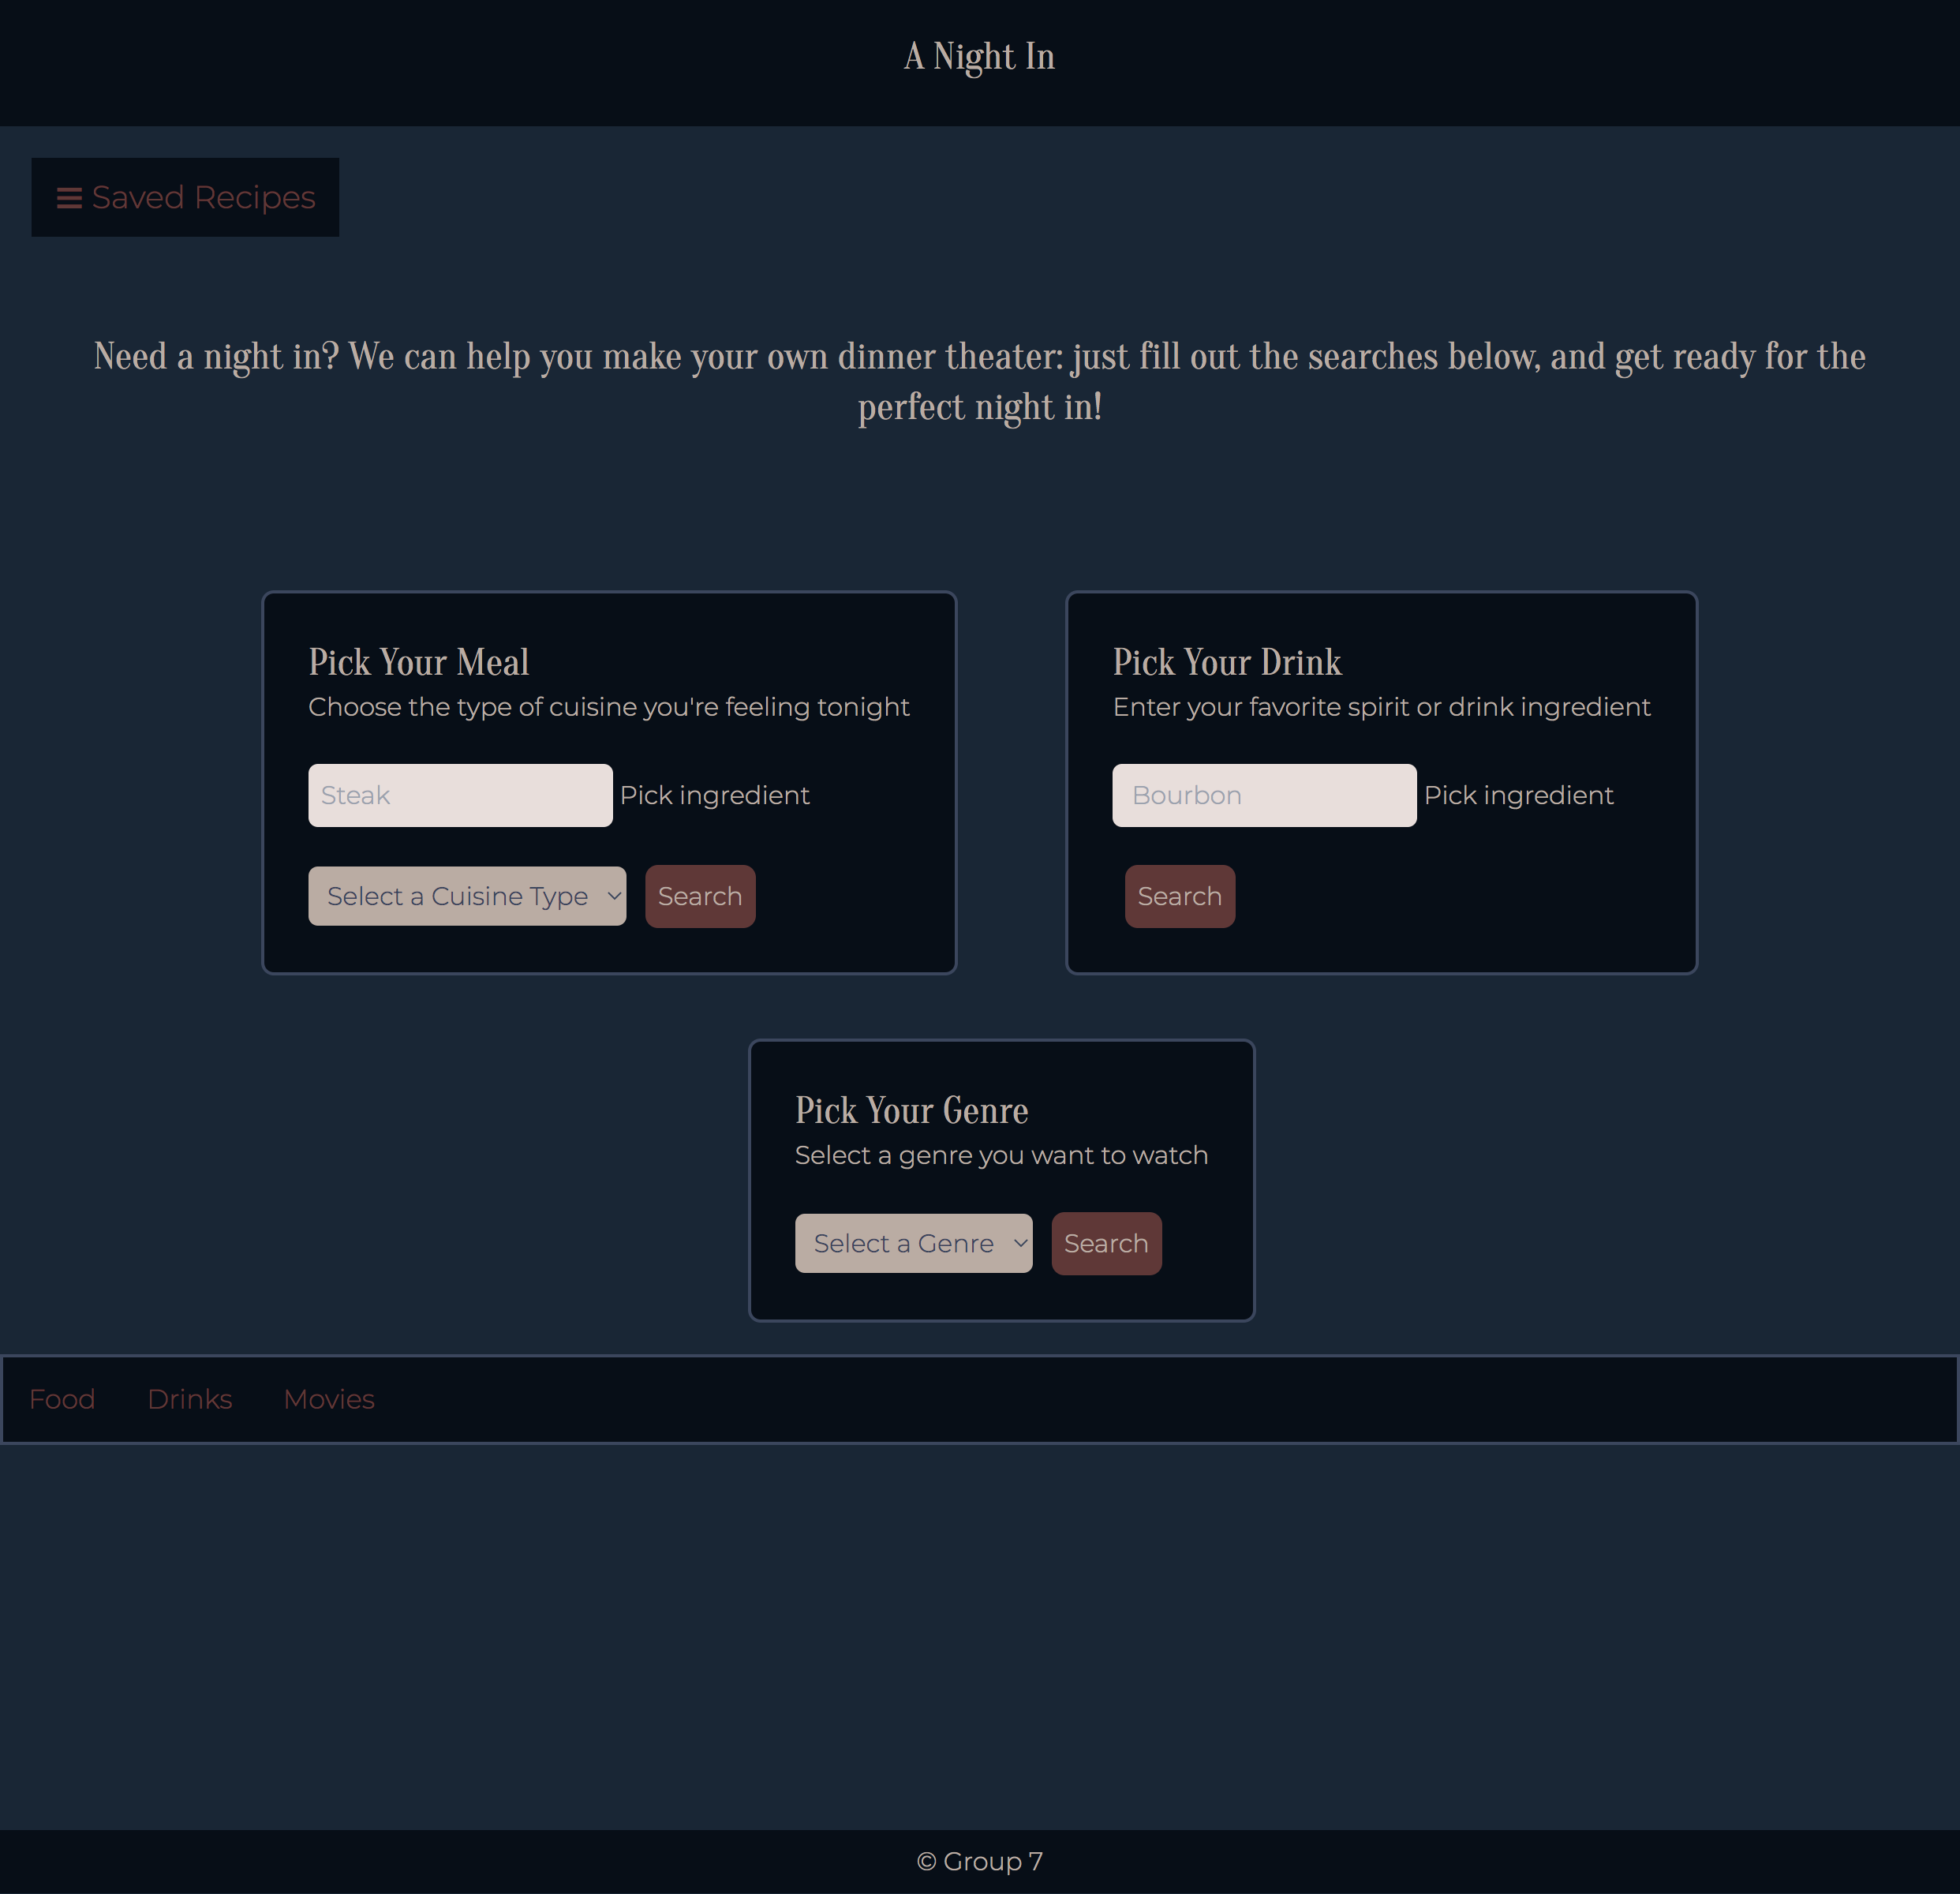 A Night In
Saved Recipes
Need a night in? We can help you make your own dinner theater: just fill out the searches below, and get ready for the
perfect night in!
Pick Your Meal
Choose the type of cuisine you're feeling tonight
Steak Pick ingredient
Select a Cuisine Type Search
Pick Your Drink
Enter your favorite spirit or drink ingredient
Bourbon Pick ingredient
Search
Pick Your Genre
Select a genre you want to watch
Select a Genre Search
Food Drinks Movies
© Group 7